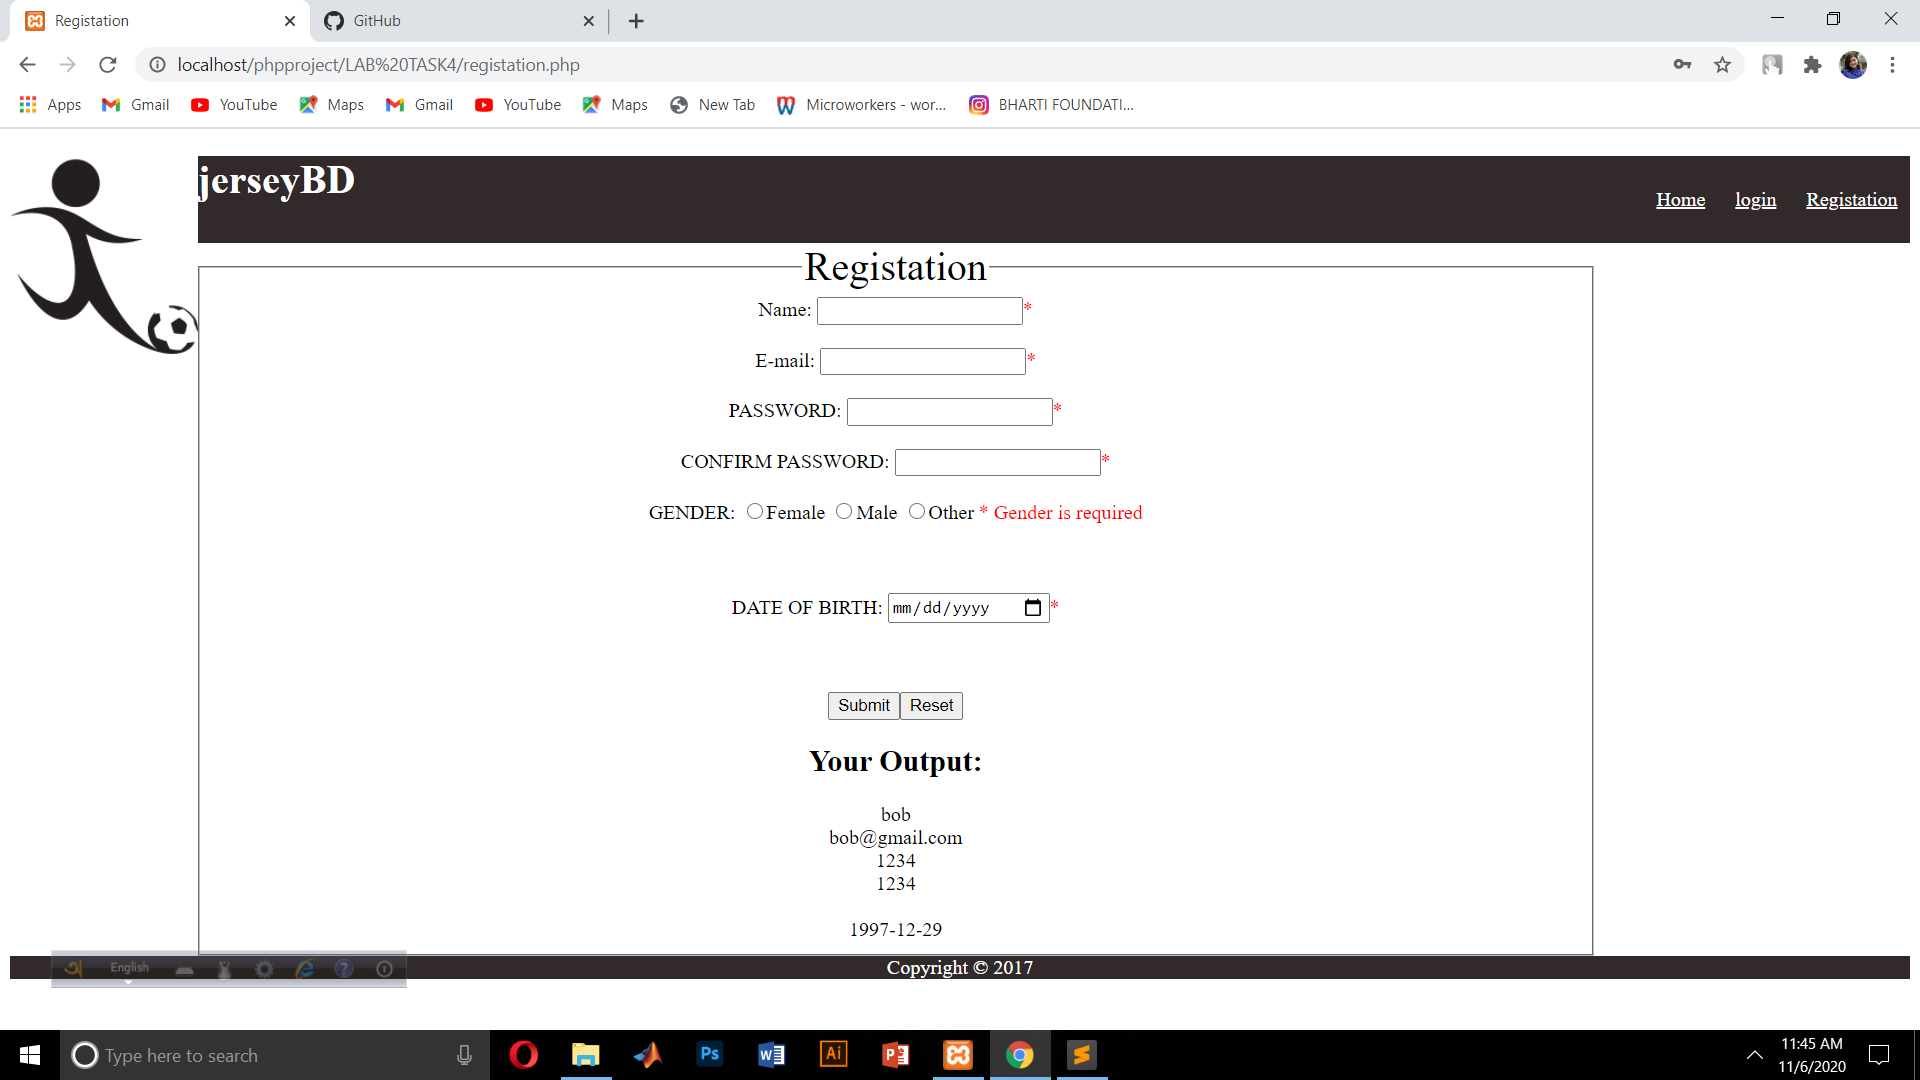 Registation
GitHub
localhost/phpproject/LAB%20TASK4/registation.php
Apps Gmail YouTube Maps Gmail YouTube Maps New Tab Microworkers - wor... BHARTI FOUNDATI...
jerseyBD
Home login Registation
Registation
Name: *
E-mail: *
PASSWORD: *
CONFIRM PASSWORD: *
GENDER: Female Male Other * Gender is required
DATE OF BIRTH: mm/dd/yyyy *
Submit Reset
Your Output:
bob
bob@gmail.com
1234
1234
1997-12-29
English
Copyright © 2017
Type here to search
Ps
W
Ai
P
11:45 AM
11/6/2020